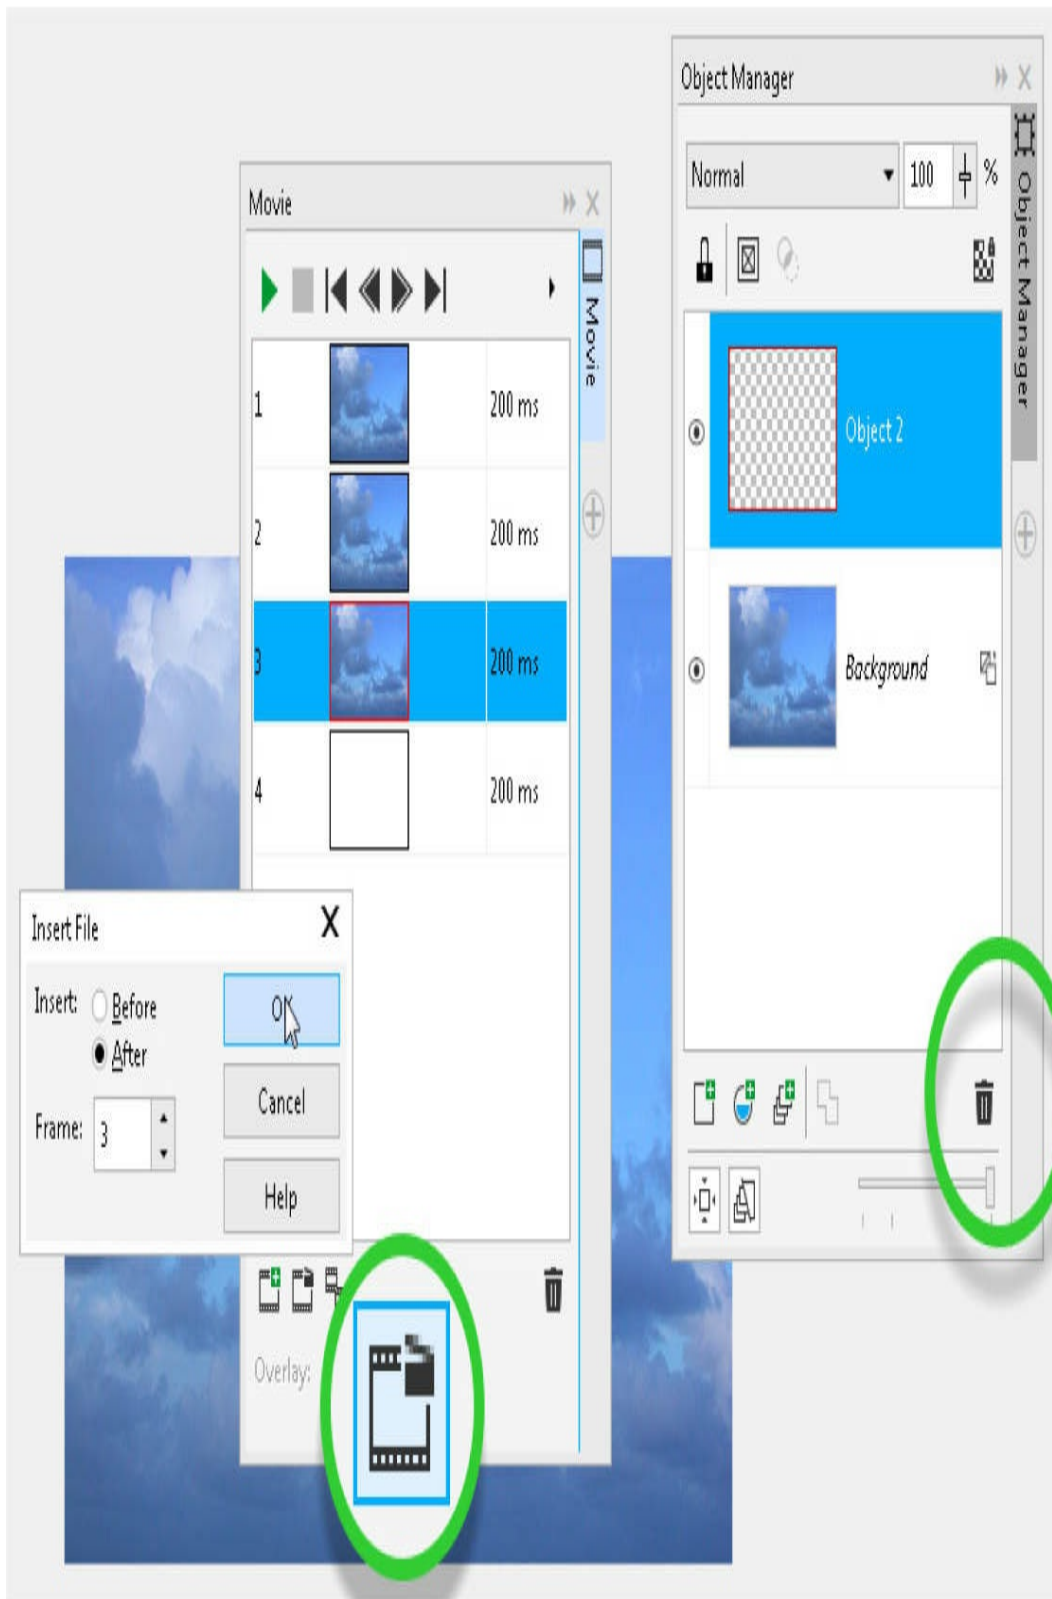 Object Manager
Normal
100
%
Object Manager
Object 2
Background
Movie
Movie
1
200 ms
2
200 ms
3
200 ms
4
200 ms
Overlay:
Insert File
X
Insert:
Before
After
Frame:
3
OK
Cancel
Help